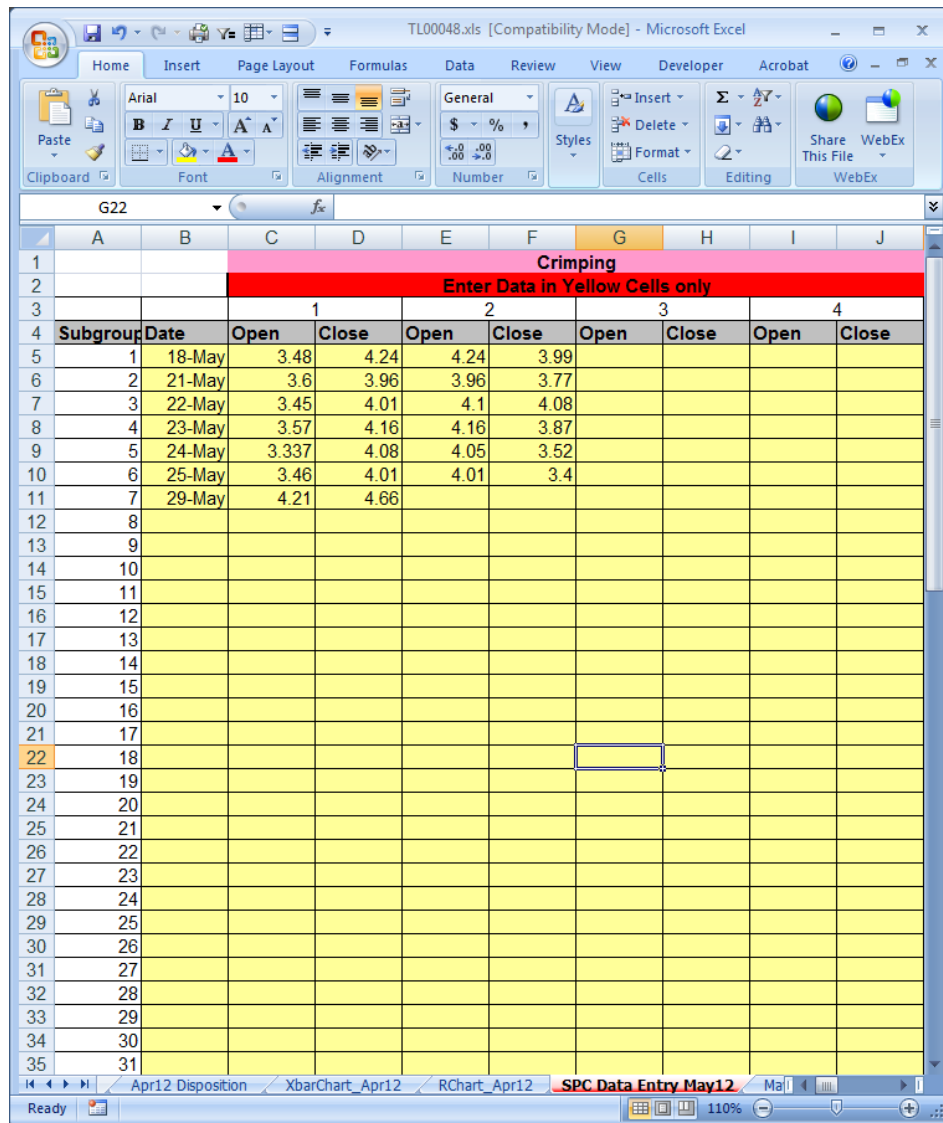 TL00048.xls [Compatibility Mode] - Microsoft Excel
Home Insert Page Layout Formulas Data Review View Developer Acrobat
Paste
Arial 10
B I U A A
A
General
$ % ,
.0 .00 .00 .0
Styles
Insert
Delete
Format
Σ
Share This File
WebEx
Clipboard Font Alignment Number Cells Editing WebEx
G22 fx
A B C D E F G H I J
1 Crimping
2 Enter Data in Yellow Cells only
3 1 2 3 4
4 Subgroup Date Open Close Open Close Open Close Open Close
5 1 18-May 3.48 4.24 4.24 3.99
6 2 21-May 3.6 3.96 3.96 3.77
7 3 22-May 3.45 4.01 4.1 4.08
8 4 23-May 3.57 4.16 4.16 3.87
9 5 24-May 3.337 4.08 4.05 3.52
10 6 25-May 3.46 4.01 4.01 3.4
11 7 29-May 4.21 4.66
12 8
13 9
14 10
15 11
16 12
17 13
18 14
19 15
20 16
21 17
22 18
23 19
24 20
25 21
26 22
27 23
28 24
29 25
30 26
31 27
32 28
33 29
34 30
35 31
Apr12 Disposition XbarChart_Apr12 RChart_Apr12 SPC Data Entry May12 Ma
Ready 110%